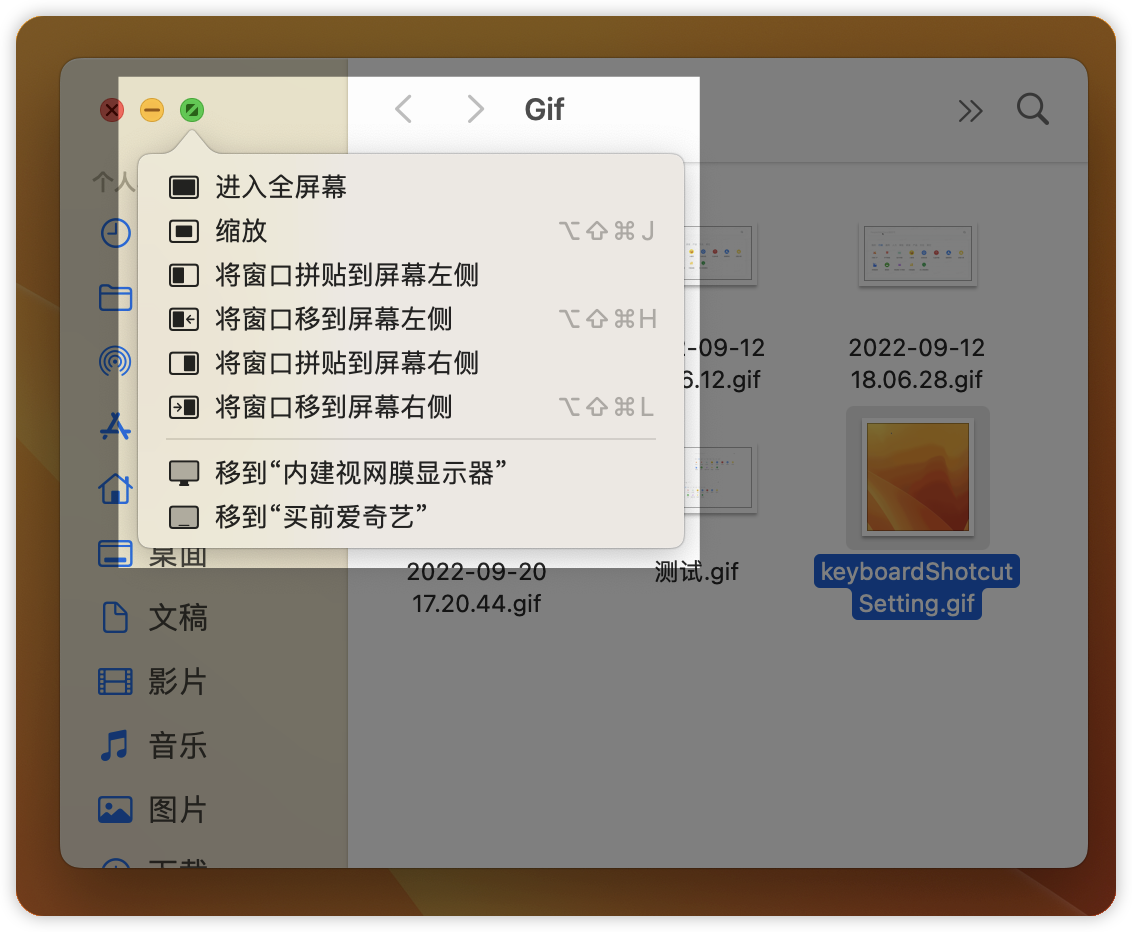 Gif
个人
进入全屏幕
缩放 ⌥⇧⌘J
将窗口拼贴到屏幕左侧
将窗口移到屏幕左侧 ⌥⇧⌘H
将窗口拼贴到屏幕右侧
将窗口移到屏幕右侧 ⌥⇧⌘L
移到“内建视网膜显示器”
移到“买前爱奇艺”
桌面
文稿
影片
音乐
图片
下载
-09-12
6.12.gif
2022-09-12
18.06.28.gif
2022-09-20
17.20.44.gif
测试.gif
keyboardShotcut
Setting.gif